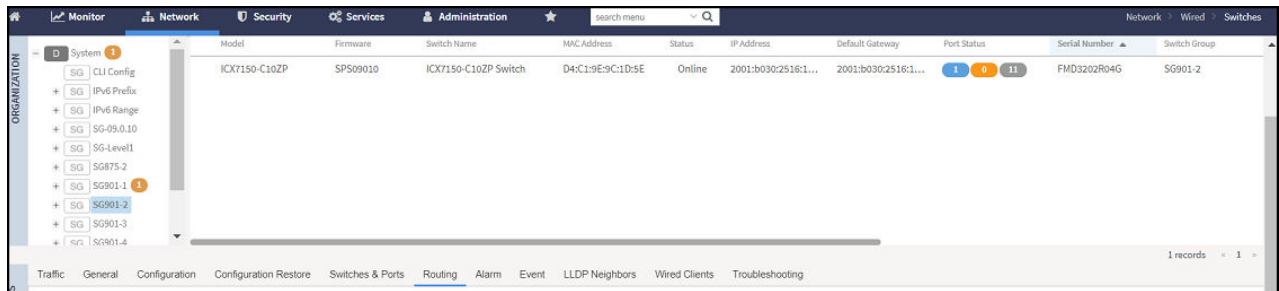 Monitor Network Security Services Administration search menu Network > Wired > Switches
ORGANIZATION
Model Firmware Switch Name MAC Address Status IP Address Default Gateway Port Status Serial Number Switch Group
ICX7150-C10ZP SPS09010 ICX7150-C10ZP Switch D4:C1:9E:9C:1D:5E Online 2001:b030:2516:1... 2001:b030:2516:1... 1 0 11 FMD3202R04G SG901-2
D System 1
SG CLI Config
+ SG IPv6 Prefix
+ SG IPv6 Range
+ SG SG-09.0.10
+ SG SG-Level1
+ SG SG875-2
+ SG SG901-1 1
+ SG SG901-2
+ SG SG901-3
+ SG SG901-4
1 records « 1 »
Traffic General Configuration Configuration Restore Switches & Ports Routing Alarm Event LLDP Neighbors Wired Clients Troubleshooting